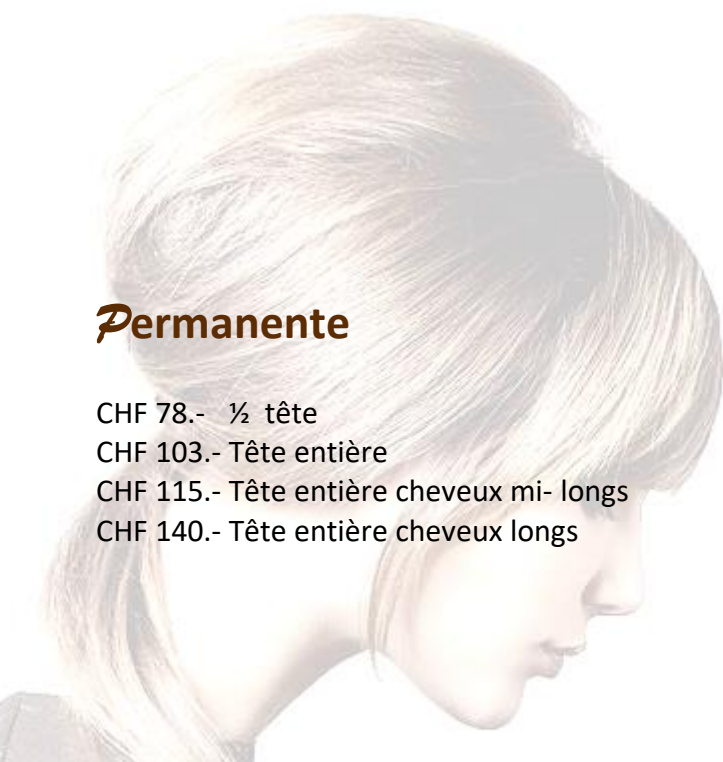 Permanente
CHF 78.- ½ tête
CHF 103.- Tête entière
CHF 115.- Tête entière cheveux mi- longs
CHF 140.- Tête entière cheveux longs